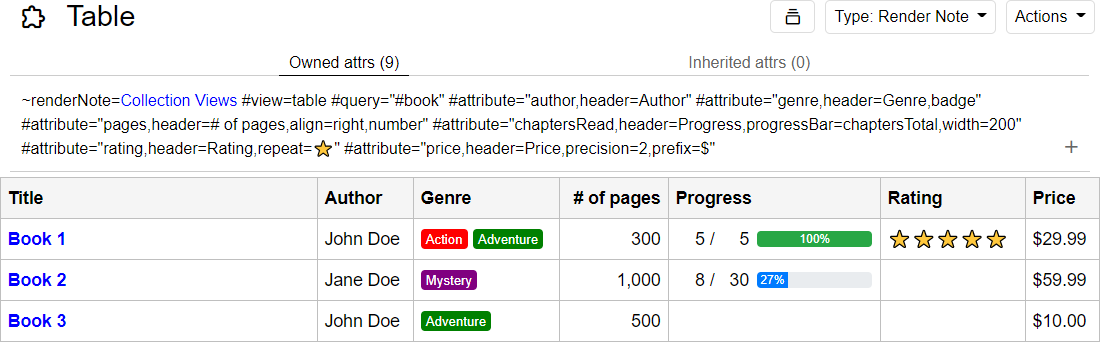 Table
Type: Render Note
Actions
Owned attrs (9) Inherited attrs (0)
~renderNote=Collection Views #view=table #query="#book" #attribute="author,header=Author" #attribute="genre,header=Genre,badge"
#attribute="pages,header=# of pages,align=right,number" #attribute="chaptersRead,header=Progress,progressBar=chaptersTotal,width=200"
#attribute="rating,header=Rating,repeat=⭐" #attribute="price,header=Price,precision=2,prefix=$"
Title Author Genre # of pages Progress Rating Price
Book 1 John Doe Action Adventure 300 5 / 5 100% $29.99
Book 2 Jane Doe Mystery 1,000 8 / 30 27% $59.99
Book 3 John Doe Adventure 500 $10.00